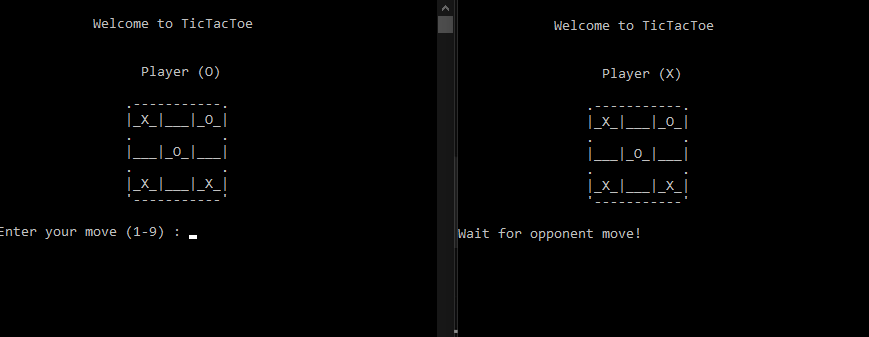 Welcome to TicTacToe
Player (O)
.-----------.
|_X_|___|_O_|
.           .
|___|_O_|___|
.           .
|_X_|___|_X_|
'-----------'
Enter your move (1-9) :
Welcome to TicTacToe
Player (X)
.-----------.
|_X_|___|_O_|
.           .
|___|_O_|___|
.           .
|_X_|___|_X_|
'-----------'
Wait for opponent move!